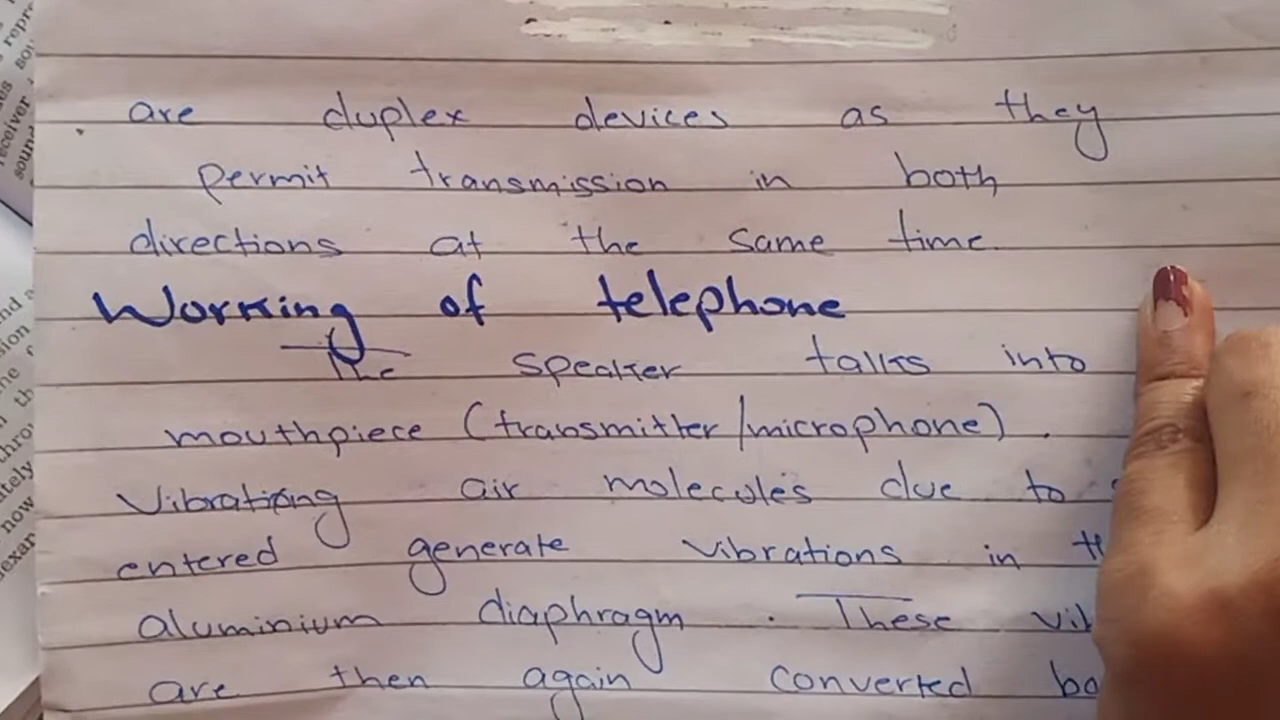 are duplex devices as they
permit transmission in both
directions at the same time.
Working of telephone
The speaker talks into
mouthpiece (transmitter/microphone).
Vibrating air molecules due to
entered generate vibrations in
aluminium diaphragm. These
are then again converted